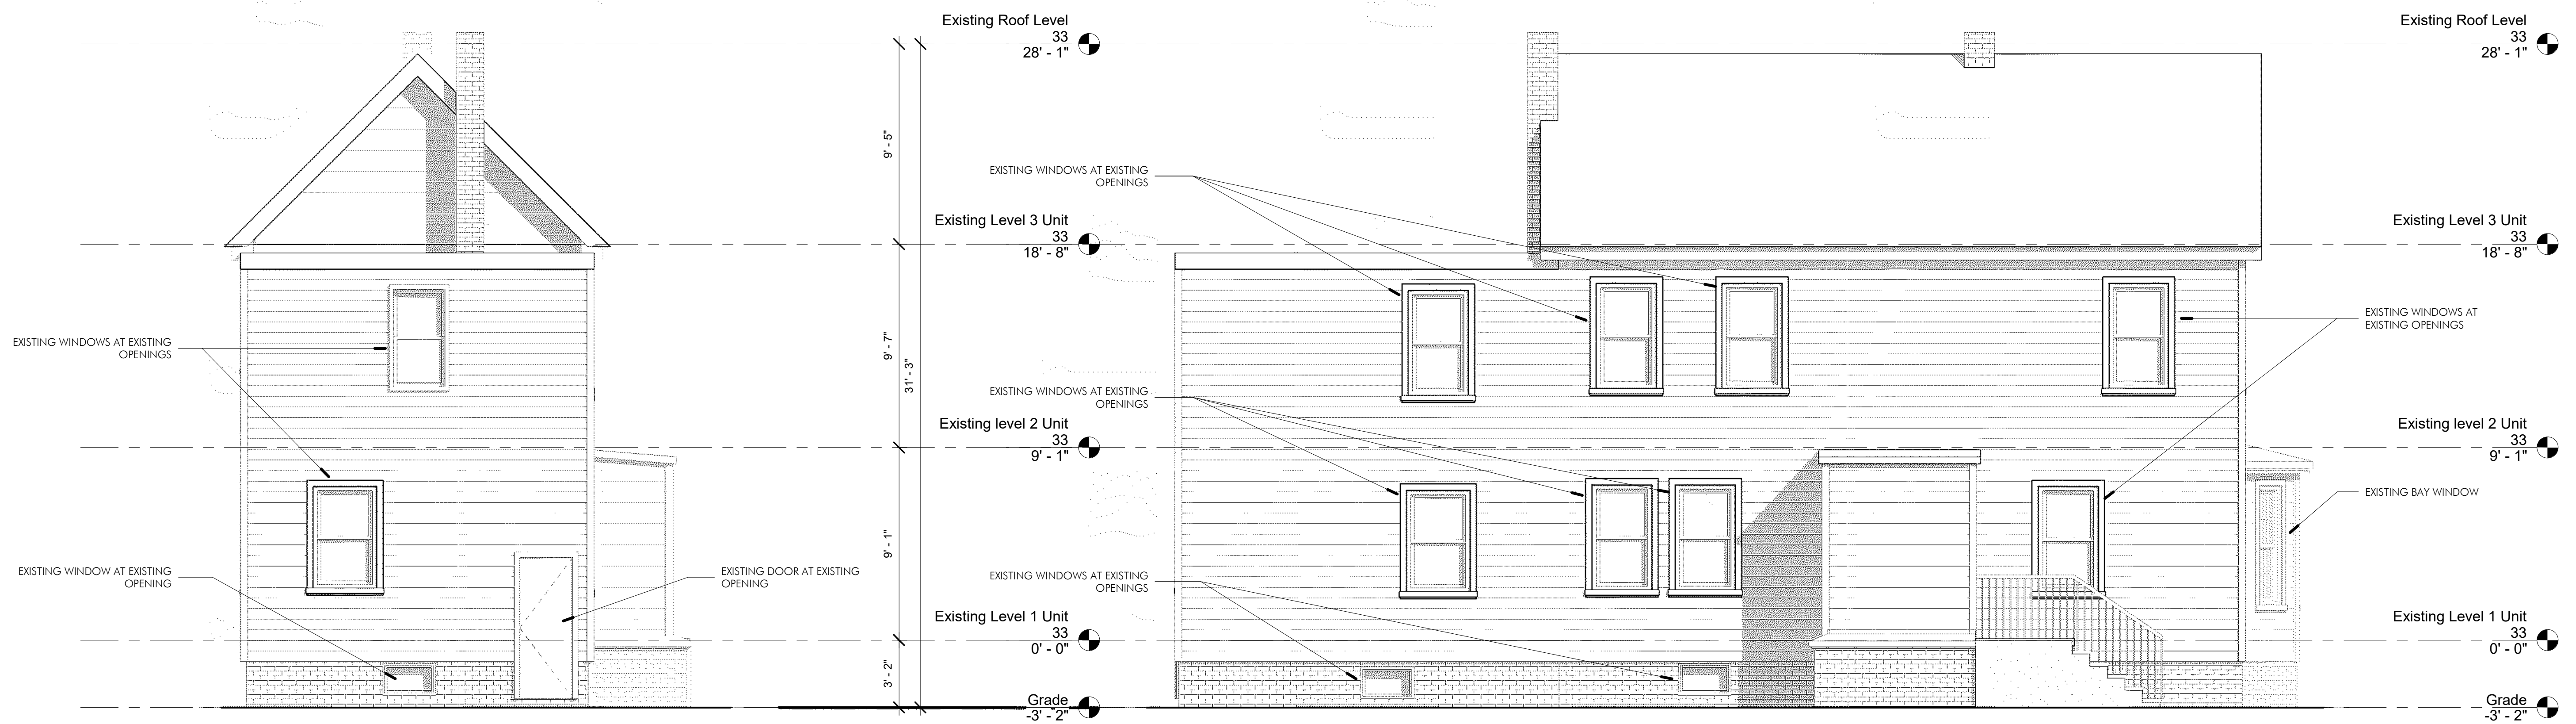 Existing Roof Level
33
28' - 1"
Existing Roof Level
33
28' - 1"
9' - 5"
EXISTING WINDOWS AT EXISTING
OPENINGS
Existing Level 3 Unit
33
18' - 8"
Existing Level 3 Unit
33
18' - 8"
EXISTING WINDOWS AT EXISTING
OPENINGS
9' - 7"
31' - 3"
EXISTING WINDOWS AT
EXISTING OPENINGS
EXISTING WINDOWS AT EXISTING
OPENINGS
Existing level 2 Unit
33
9' - 1"
Existing level 2 Unit
33
9' - 1"
EXISTING BAY WINDOW
9' - 1"
EXISTING WINDOW AT EXISTING
OPENING
EXISTING DOOR AT EXISTING
OPENING
EXISTING WINDOWS AT EXISTING
OPENINGS
Existing Level 1 Unit
33
0' - 0"
Existing Level 1 Unit
33
0' - 0"
3' - 2"
Grade
-3' - 2"
Grade
-3' - 2"